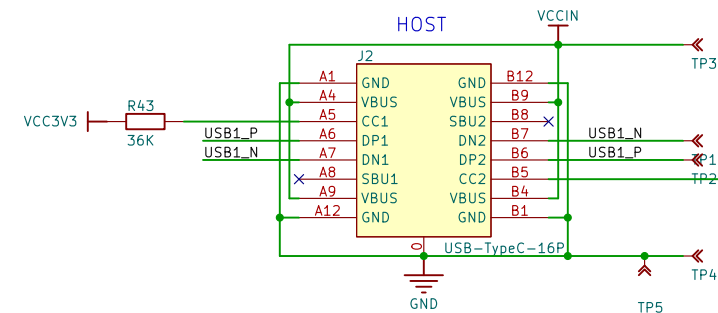 HOST
VCCIN
J2
TP3
A1 GND GND B12
A4 VBUS VBUS B9
R43
VCC3V3 A5 CC1 SBU2 B8
36K
USB1_P A6 DP1 DN2 B7 USB1_N
TP1
USB1_N A7 DN1 DP2 B6 USB1_P
TP2
A8 SBU1 CC2 B5
A9 VBUS VBUS B4
A12 GND GND B1
0
USB-TypeC-16P
TP4
GND
TP5